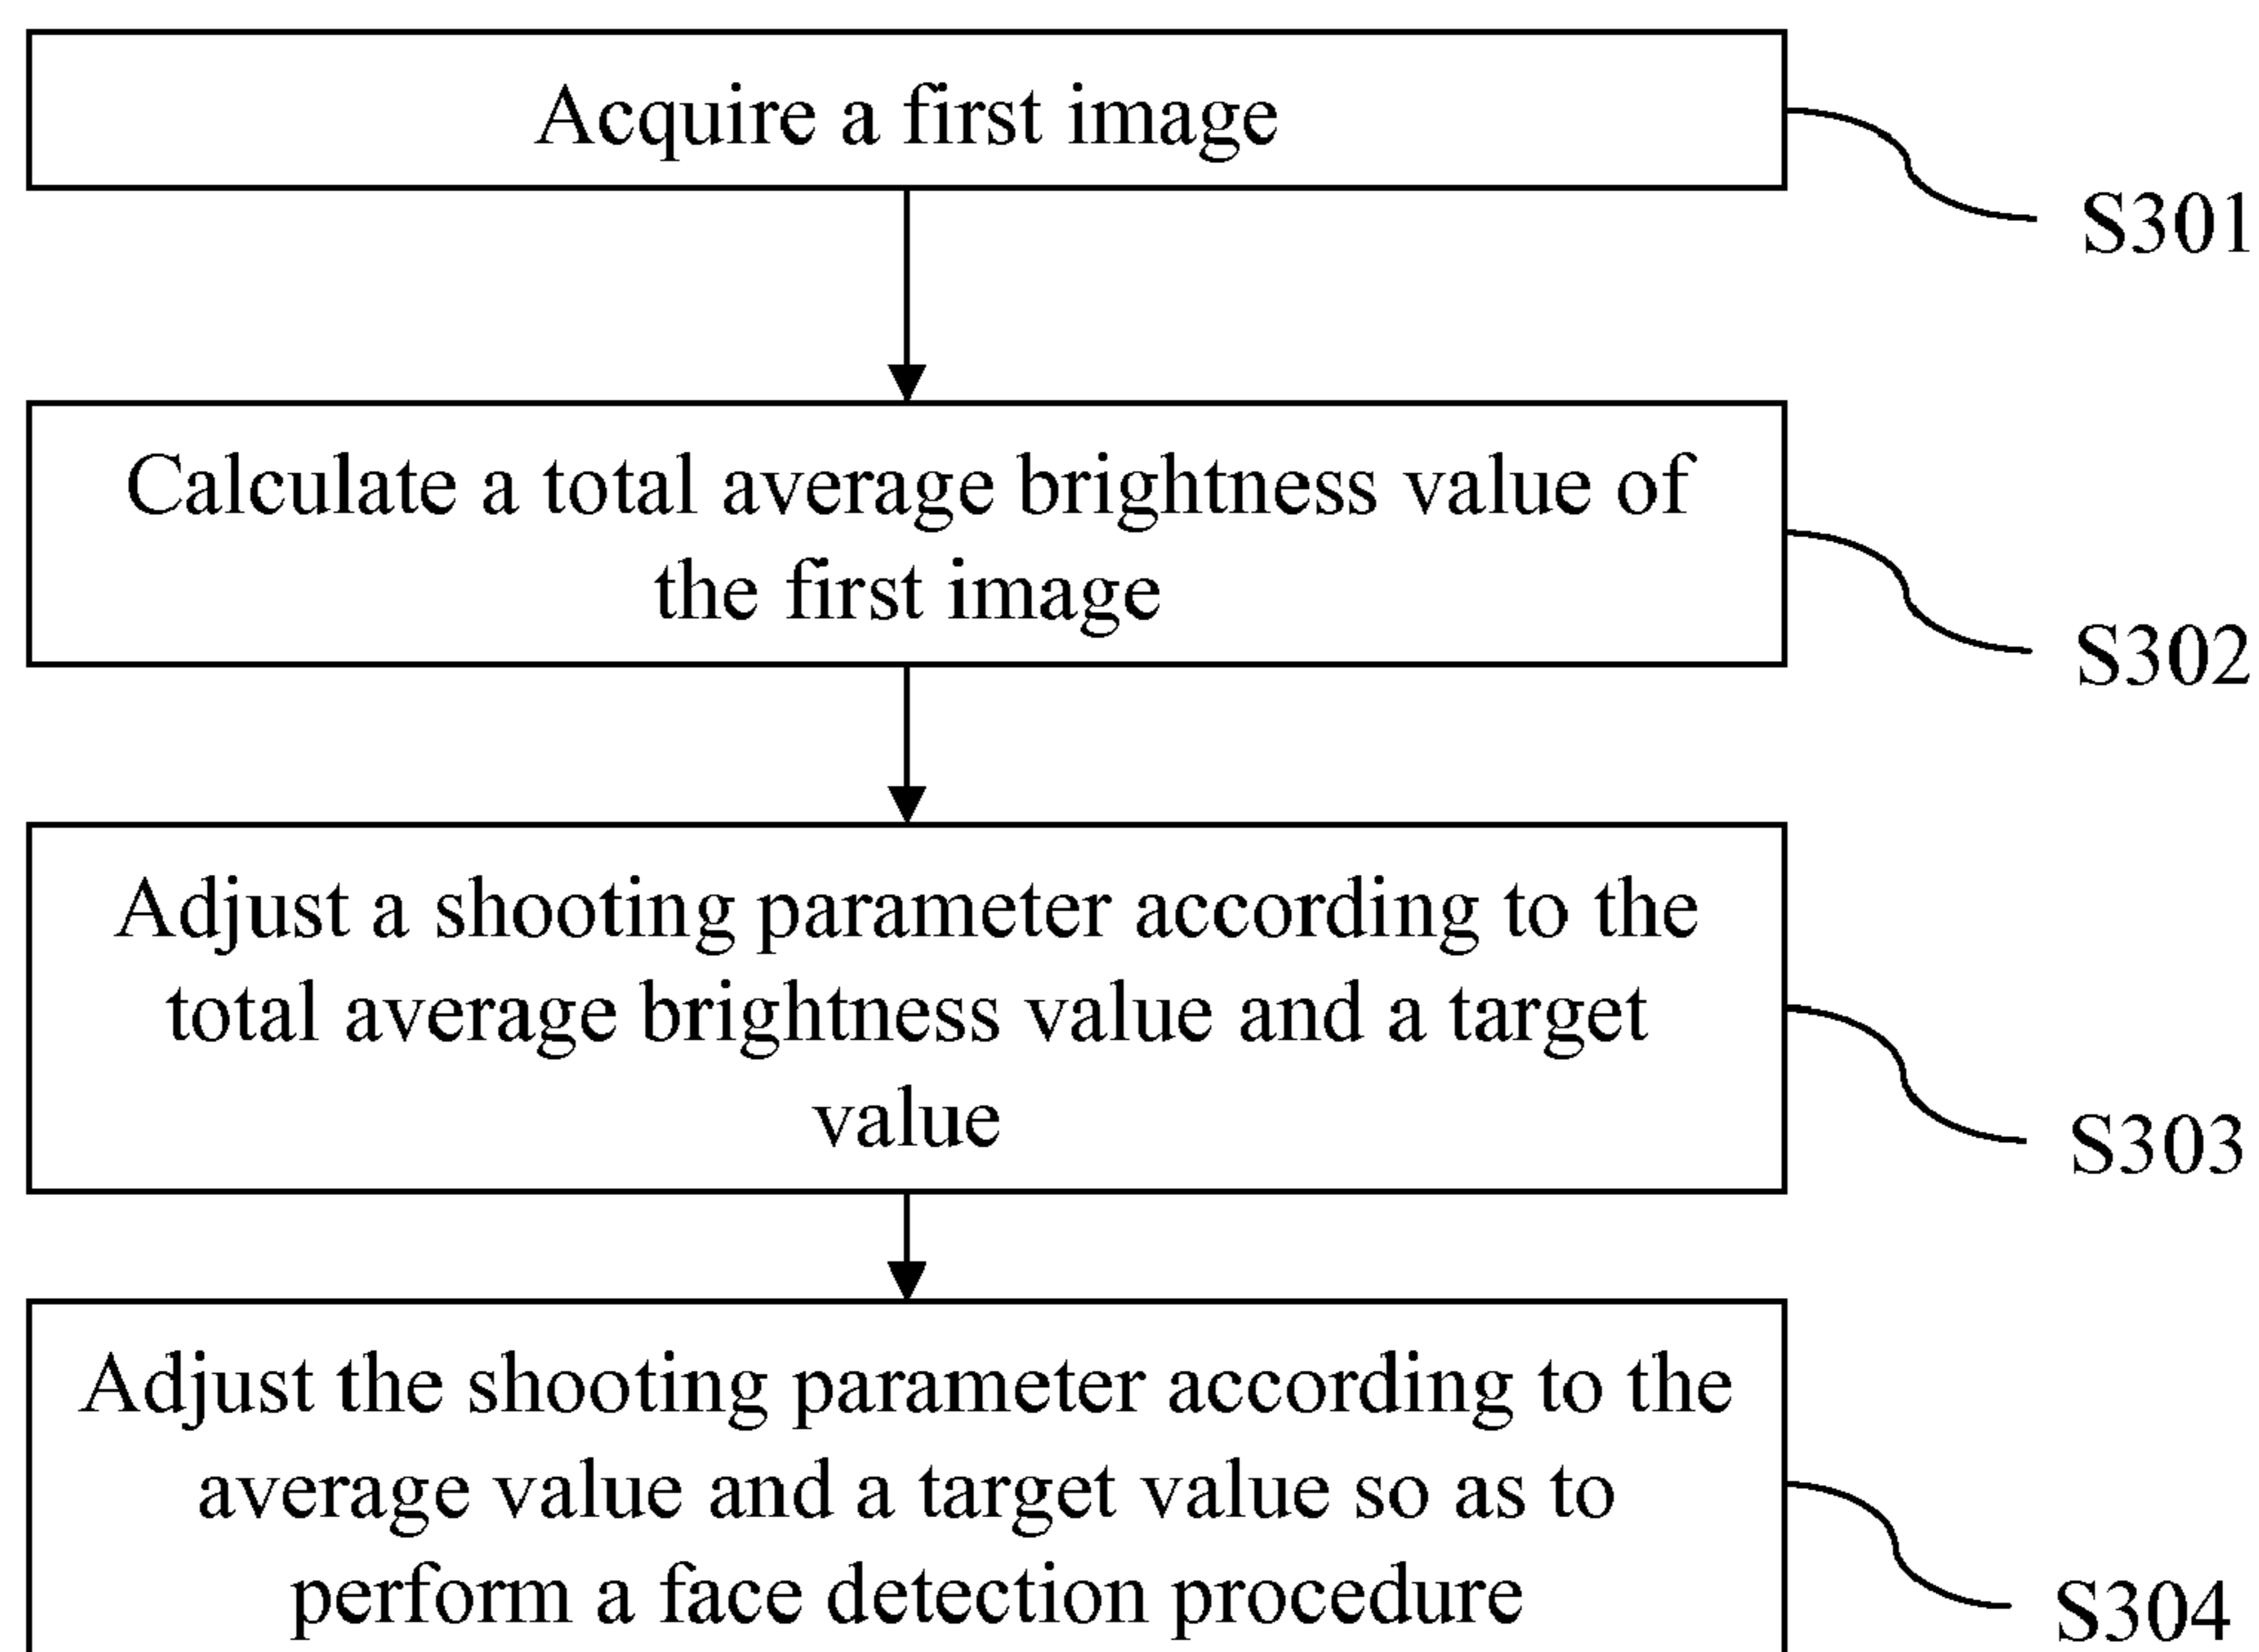 Acquire a first image
S301
Calculate a total average brightness value of
the first image
S302
Adjust a shooting parameter according to the
total average brightness value and a target
value
S303
Adjust the shooting parameter according to the
average value and a target value so as to
perform a face detection procedure
S304